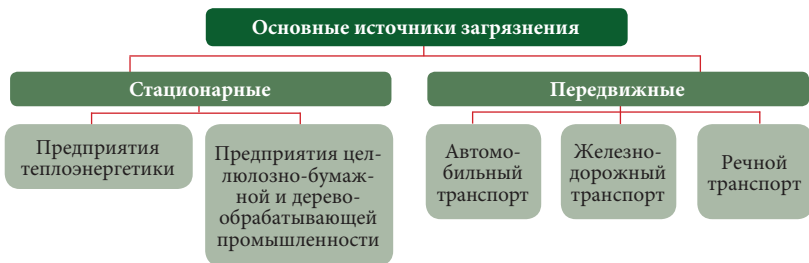 Основные источники загрязнения
Стационарные
Передвижные
Предприятия
теплоэнергетики
Предприятия цел-
люлозно-бумаж-
ной и дерево-
обрабатывающей
промышленности
Автомо-
бильный
транспорт
Железно-
дорожный
транспорт
Речной
транспорт